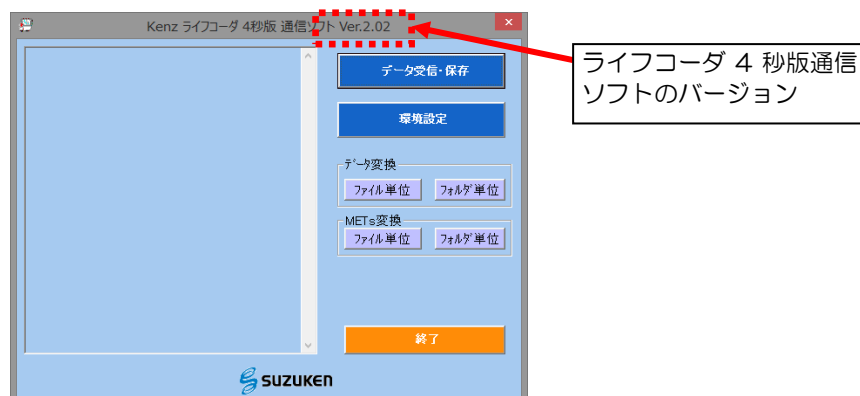 Kenz ライフコーダ 4秒版 通信ソフト Ver.2.02
データ受信・保存
環境設定
データ変換
ファイル単位 フォルダ単位
METs変換
ファイル単位 フォルダ単位
終了
SUZUKEN
ライフコーダ 4 秒版通信
ソフトのバージョン